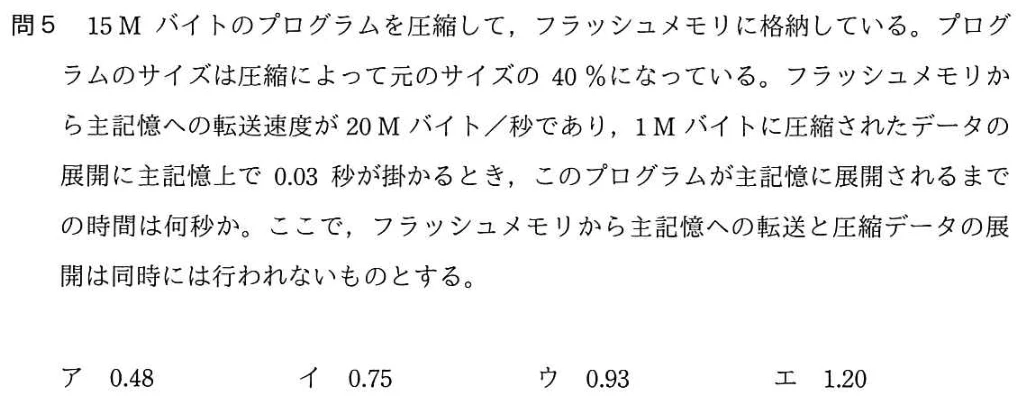 問5 15 M バイトのプログラムを圧縮して，フラッシュメモリに格納している。プログ
ラムのサイズは圧縮によって元のサイズの 40 %になっている。フラッシュメモリか
ら主記憶への転送速度が 20 M バイト／秒であり，1 M バイトに圧縮されたデータの
展開に主記憶上で 0.03 秒が掛かるとき，このプログラムが主記憶に展開されるまで
の時間は何秒か。ここで，フラッシュメモリから主記憶への転送と圧縮データの展
開は同時には行われないものとする。
ア 0.48 イ 0.75 ウ 0.93 エ 1.20